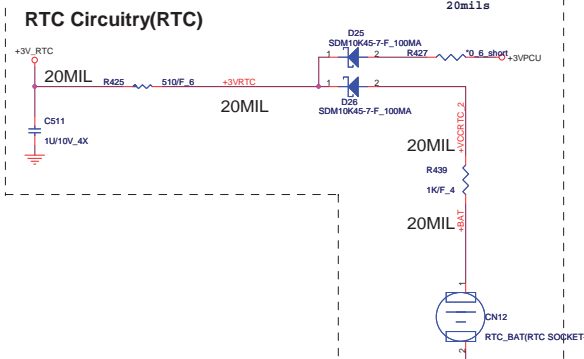 20mils
RTC Circuitry(RTC)
D25
SDM10K45-7-F_100MA
+3V_RTC
1
2
R427
*0_6_short
+3VPCU
20MIL
R425
510/F_6
+3VRTC
1
2
20MIL
D26
SDM10K45-7-F_100MA
C511
1U/10V_4X
+VCCRTC_2
20MIL
R439
1K/F_4
20MIL
+BAT
1
CN12
RTC_BAT(RTC SOCKET
2